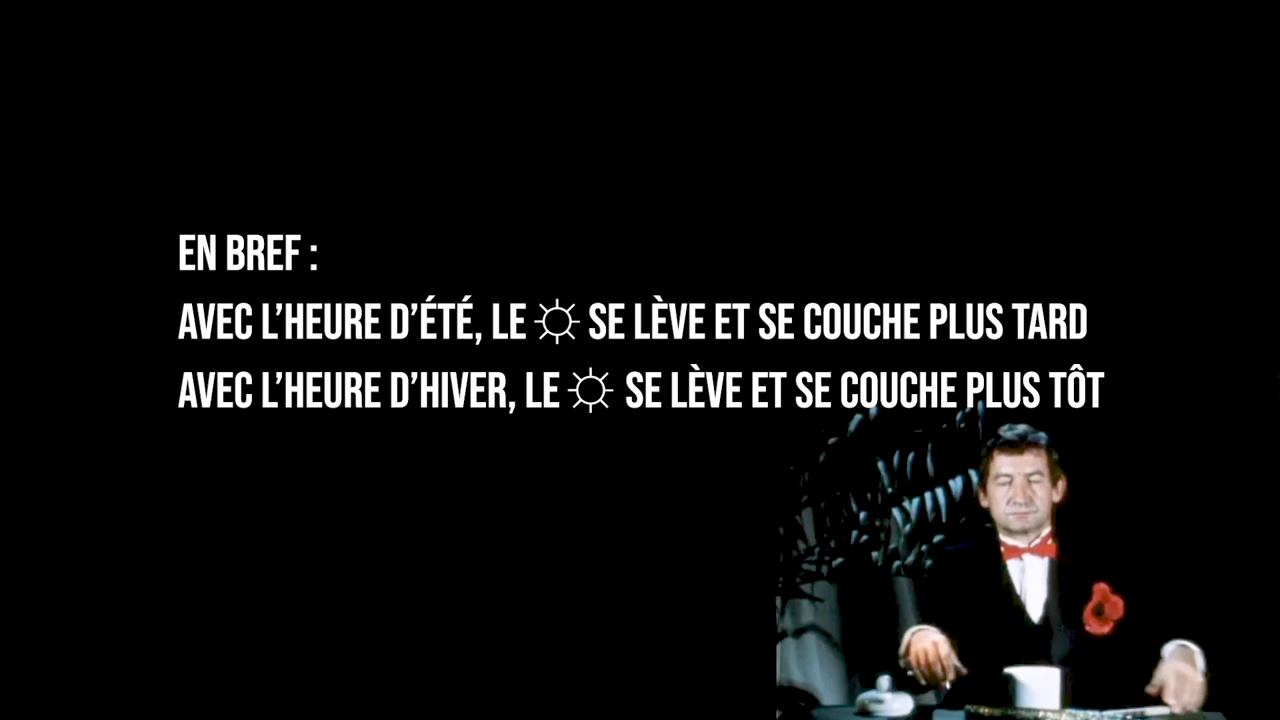 EN BREF :
AVEC L’HEURE D’ÉTÉ, LE ☼ SE LÈVE ET SE COUCHE PLUS TARD
AVEC L’HEURE D’HIVER, LE ☼ SE LÈVE ET SE COUCHE PLUS TÔT